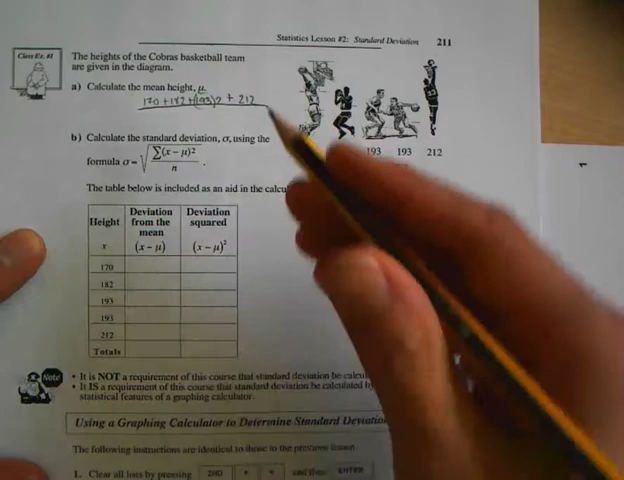 Statistics Lesson #2: Standard Deviation 211
Class Ex. #1
The heights of the Cobras basketball team
are given in the diagram.
a) Calculate the mean height, μ.
170 + 182 + (193)2 + 212
193 193 212
b) Calculate the standard deviation, σ, using the
formula σ = √(∑(x − μ)² / n) .
The table below is included as an aid in the
Height Deviation from the mean Deviation squared
x (x − μ) (x − μ)²
170
182
193
193
212
Totals
Note
• It is NOT a requirement of this course that standard deviation be
• It IS a requirement of this course that standard deviation be calculated
statistical features of a graphing calculator.
Using a Graphing Calculator to Determine Standard
The following instructions are identical to those in the previous lesson.
1. Clear all lists by pressing 2ND + and then ENTER
1